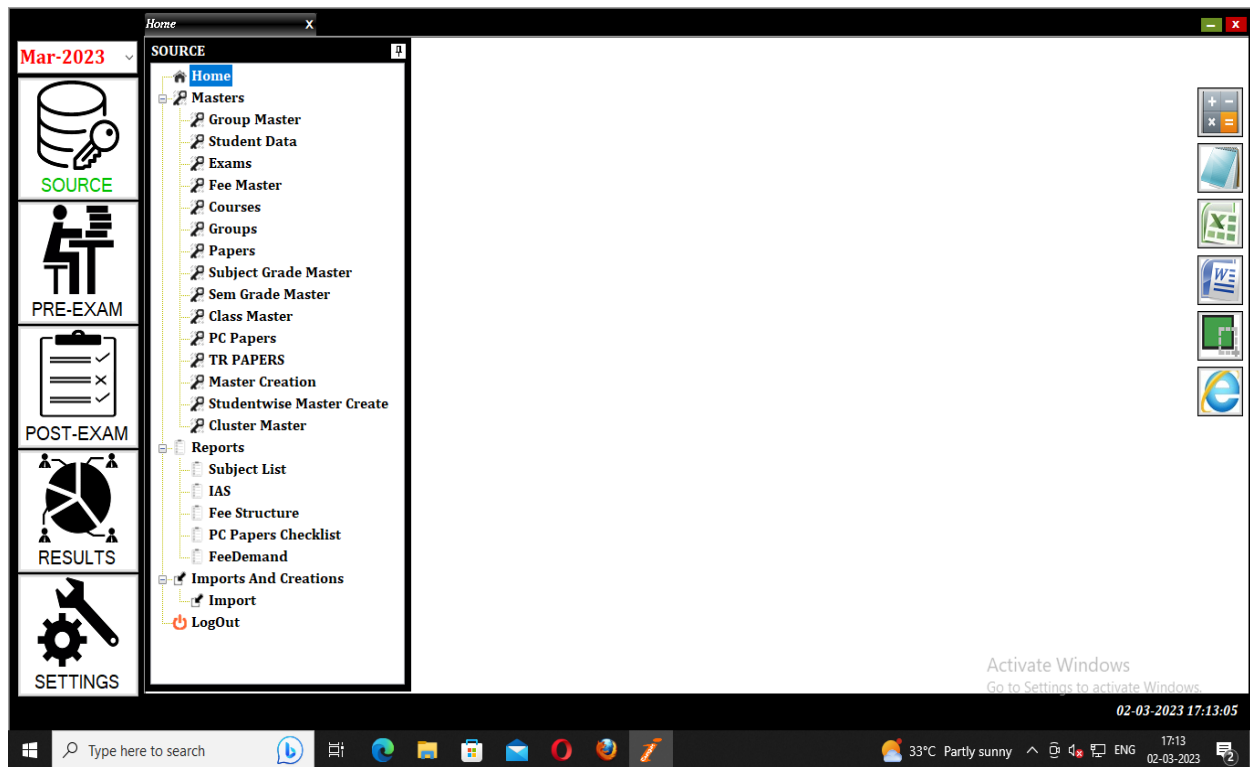 Home x
Mar-2023
SOURCE
PRE-EXAM
POST-EXAM
RESULTS
SETTINGS
SOURCE
Home
Masters
Group Master
Student Data
Exams
Fee Master
Courses
Groups
Papers
Subject Grade Master
Sem Grade Master
Class Master
PC Papers
TR PAPERS
Master Creation
Studentwise Master Create
Cluster Master
Reports
Subject List
IAS
Fee Structure
PC Papers Checklist
FeeDemand
Imports And Creations
Import
LogOut
Activate Windows
Go to Settings to activate Windows.
02-03-2023 17:13:05
Type here to search
33°C Partly sunny
ENG
17:13
02-03-2023
2